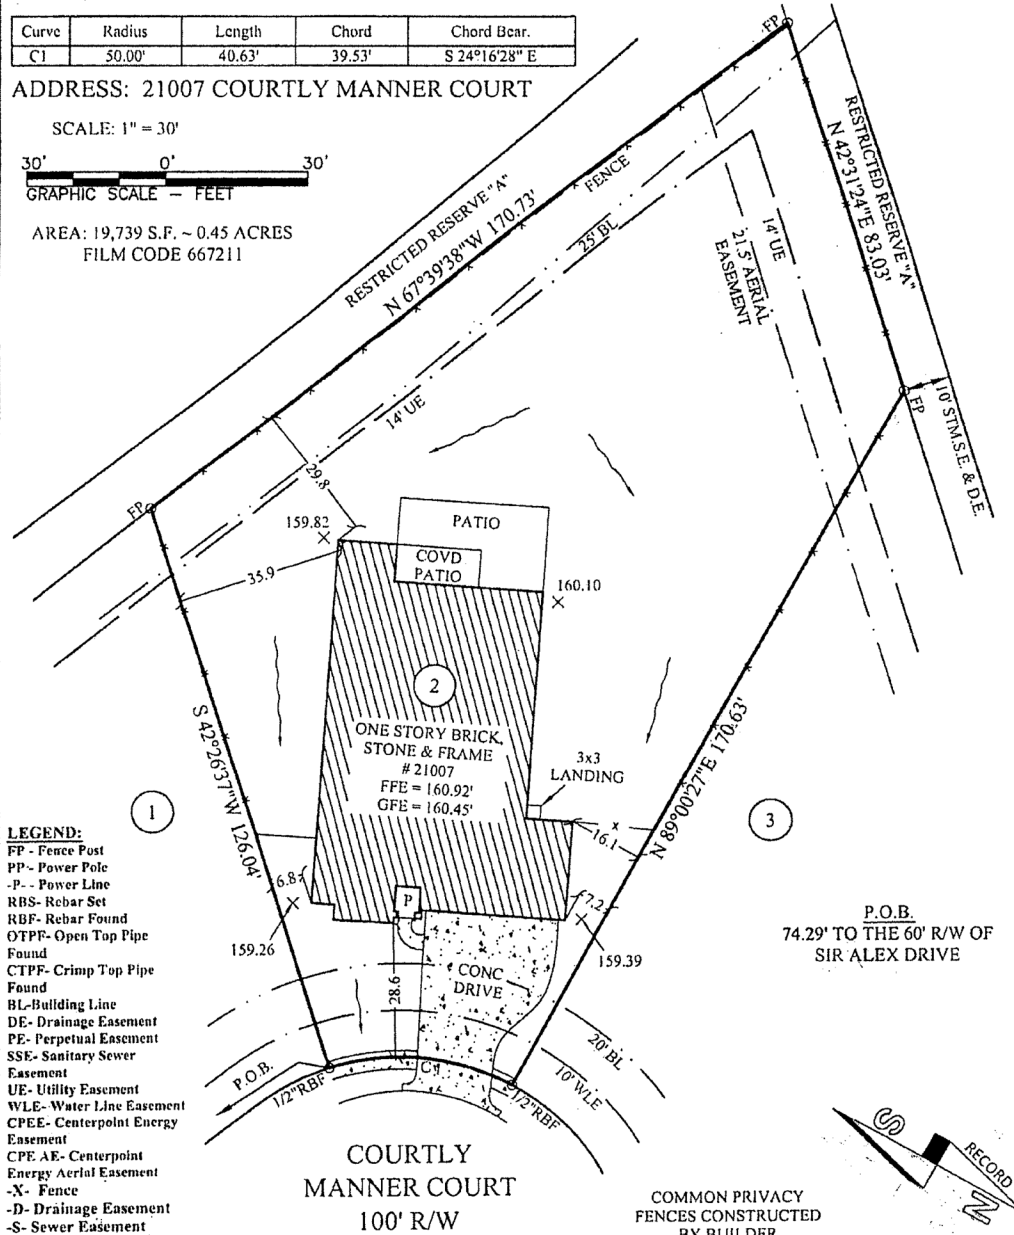 Curve Radius Length Chord Chord Bear.
C1 50.00' 40.63' 39.53' S 24°16'28" E
ADDRESS: 21007 COURTLY MANNER COURT
SCALE: 1" = 30'
30' 0' 30'
GRAPHIC SCALE - FEET
AREA: 19,739 S.F. ~ 0.45 ACRES
FILM CODE 667211
FP
RESTRICTED RESERVE "A"
N 67°39'38"W 170.73'
FENCE
25' BL
14' UE
RESTRICTED RESERVE "A"
N 42°31'24"E 83.03'
14' UE
21.5' AERIAL
EASEMENT
FP
10' STM.S.E. & D.E.
FP
29.8
159.82
35.9
PATIO
COVD
PATIO
160.10
2
ONE STORY BRICK,
STONE & FRAME
# 21007
FFE = 160.92'
GFE = 160.45'
3x3
LANDING
S 42°26'37"W 126.04'
N 89°00'27"E 170.63'
1
3
16.1
6.8
7.2
P
159.26
159.39
28.6
CONC
DRIVE
C1
20' BL
10' WLE
P.O.B.
1/2"RBF
1/2"RBF
P.O.B.
74.29' TO THE 60' R/W OF
SIR ALEX DRIVE
LEGEND:
FP - Fence Post
PP - Power Pole
-P- - Power Line
RBS- Rebar Set
RBF- Rebar Found
OTPF- Open Top Pipe
Found
CTPF- Crimp Top Pipe
Found
BL-Building Line
DE- Drainage Easement
PE- Perpetual Easement
SSE- Sanitary Sewer
Easement
UE- Utility Easement
WLE- Water Line Easement
CPEE- Centerpoint Energy
Easement
CPE AE- Centerpoint
Energy Aerial Easement
-X- Fence
-D- Drainage Easement
-S- Sewer Easement
COURTLY
MANNER COURT
100' R/W
COMMON PRIVACY
FENCES CONSTRUCTED
BY BUILDER
S
N
RECORD